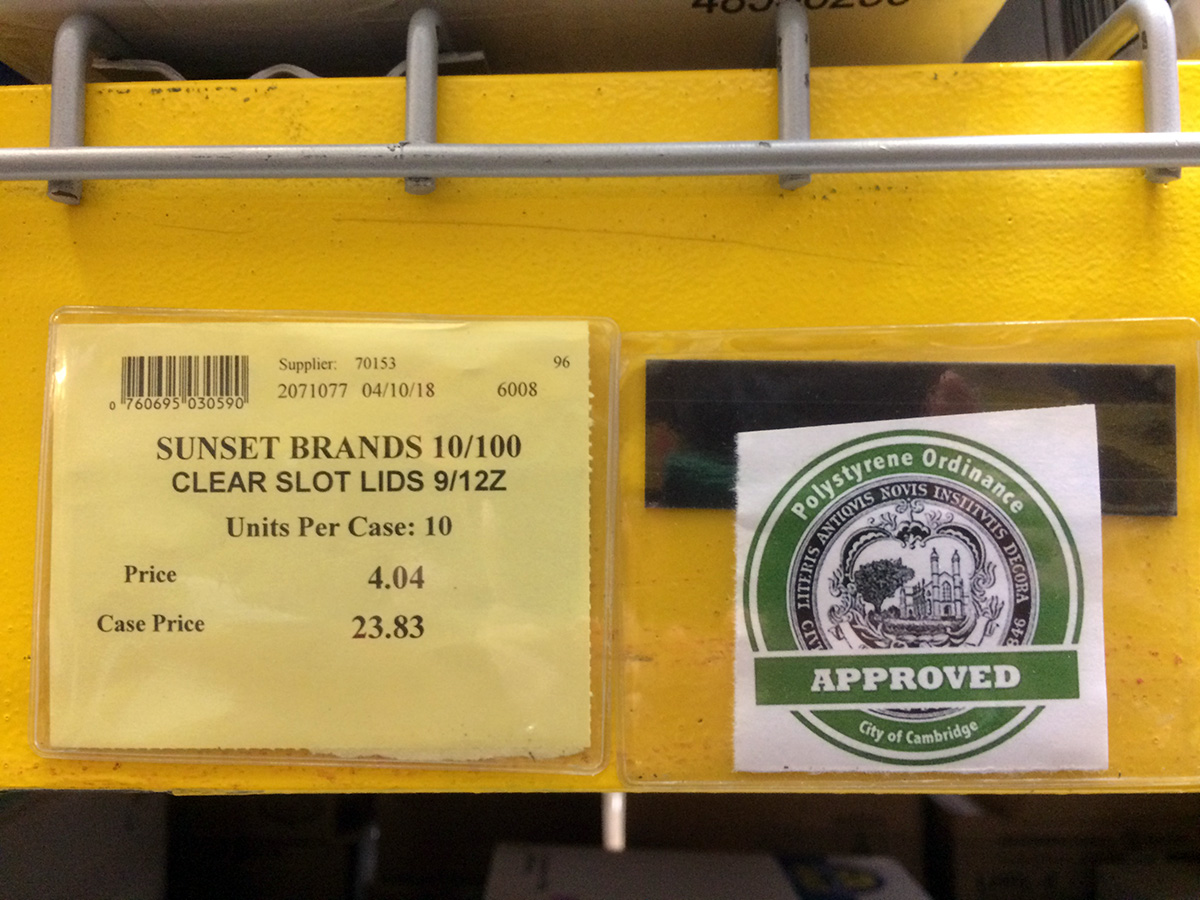 Supplier: 70153
96
0 760695 030590
2071077 04/10/18 6008
SUNSET BRANDS 10/100
CLEAR SLOT LIDS 9/12Z
Units Per Case: 10
Price 4.04
Case Price 23.83
Polystyrene Ordinance
LITERIS ANTIQVIS NOVIS INSTITVTIS DECORA
APPROVED
City of Cambridge